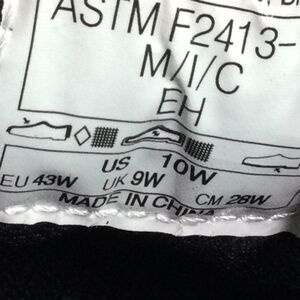 ASTM F2413-
M/I/C
EH
US 10W
EU 43W UK 9W CM 28W
MADE IN CHINA